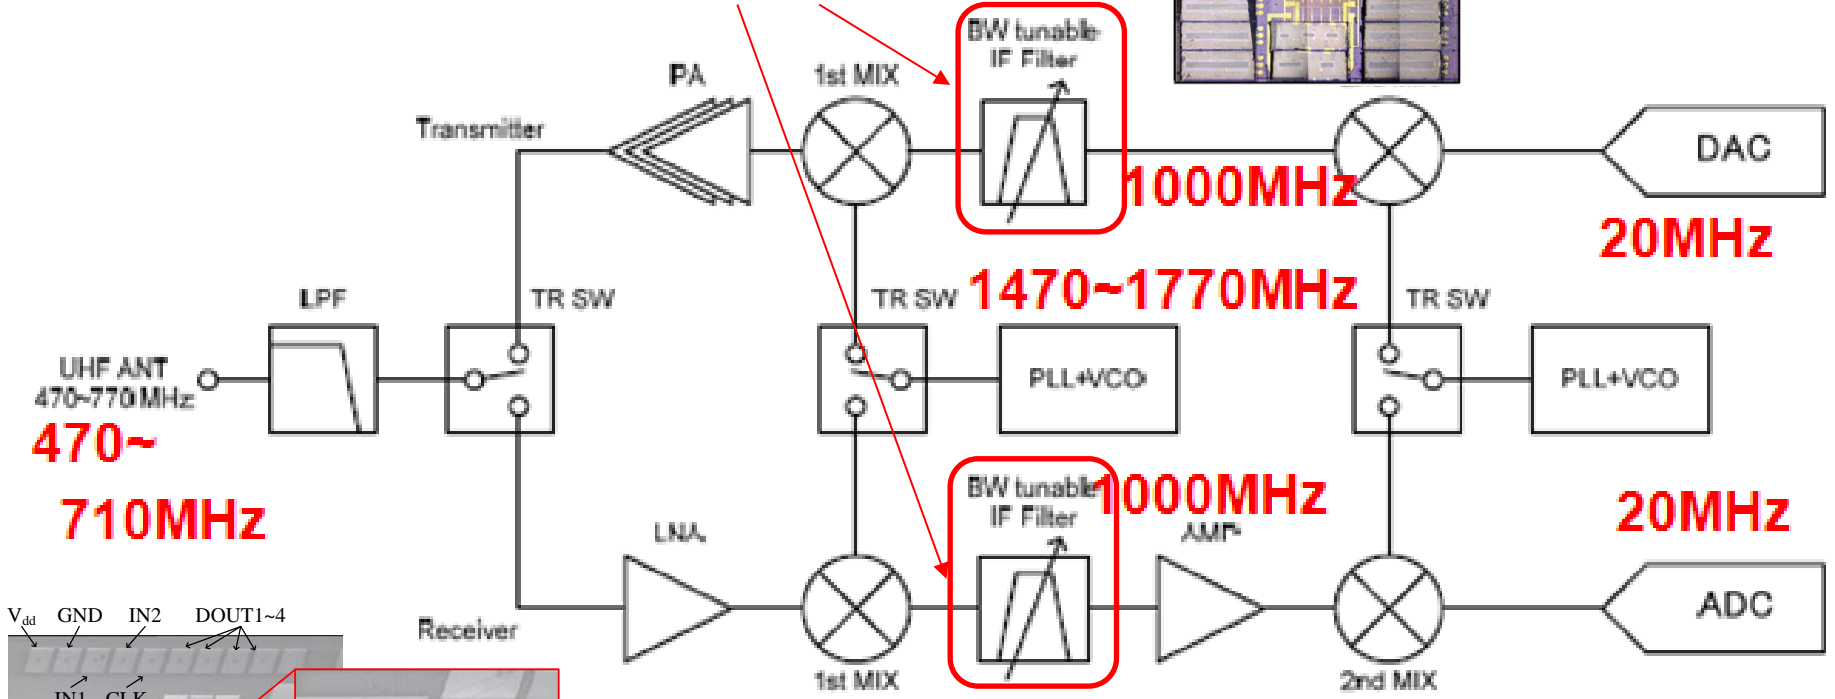 BW tunable
IF Filter
PA
1st MIX
Transmitter
DAC
1000MHz
20MHz
1470~1770MHz
LPF
TR SW
TR SW
TR SW
UHF ANT
470~770MHz
PLL+VCO
PLL+VCO
470~
710MHz
BW tunable
IF Filter
1000MHz
20MHz
LNA
AMP
ADC
Receiver
1st MIX
2nd MIX
Vdd GND IN2 DOUT1~4
IN1 CLK